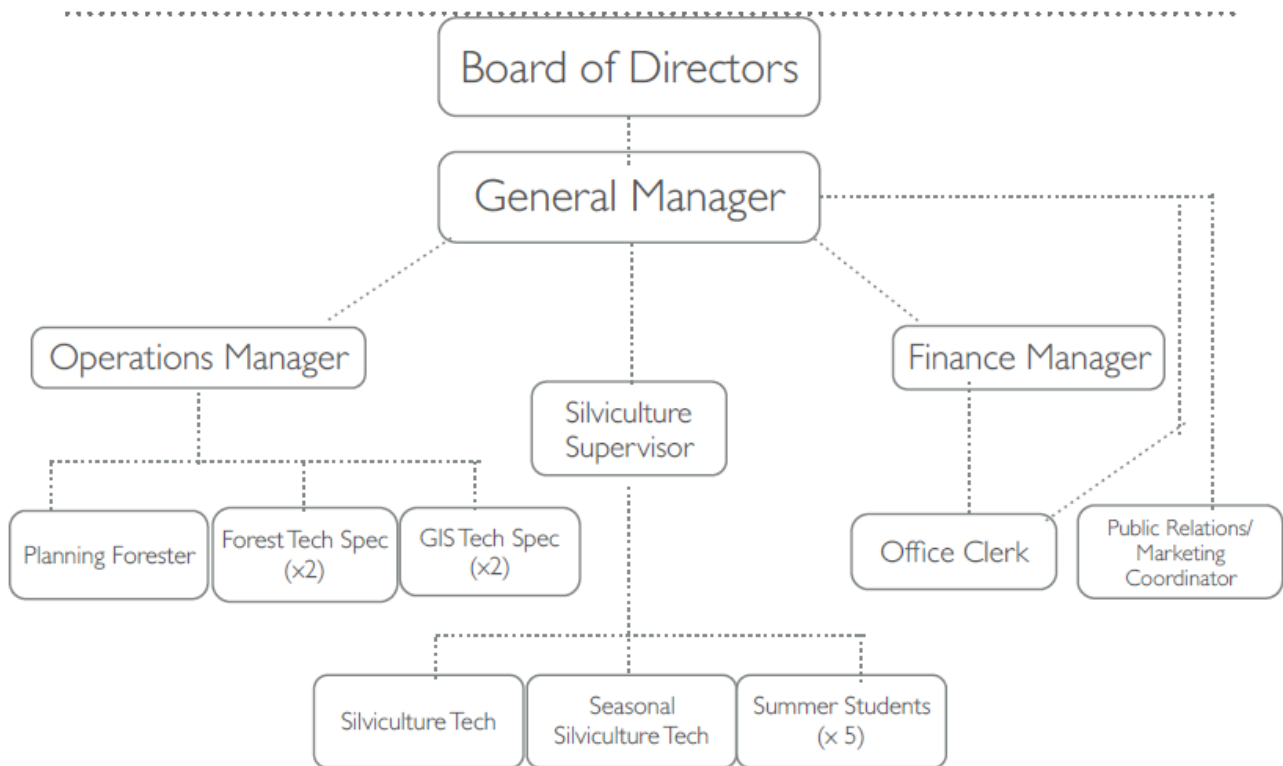 Board of Directors
General Manager
Operations Manager
Finance Manager
Silviculture
Supervisor
Planning Forester
Forest Tech Spec
(x2)
GIS Tech Spec
(x2)
Office Clerk
Public Relations/
Marketing
Coordinator
Silviculture Tech
Seasonal
Silviculture Tech
Summer Students
(x 5)